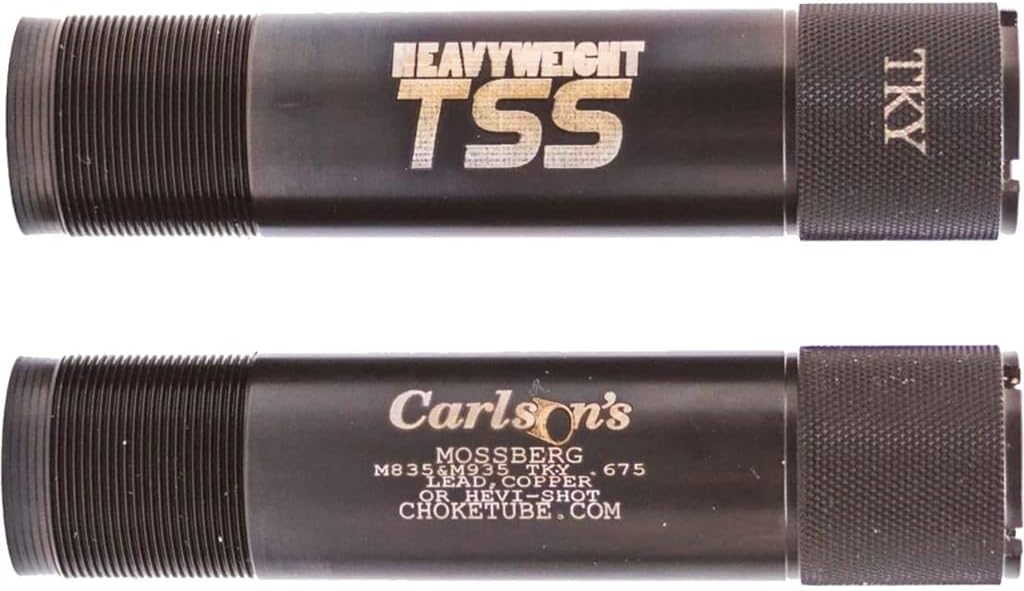 HEAVYWEIGHT
TSS
TKY
Carlson's
MOSSBERG
M835&M935 TKY .675
LEAD,COPPER
OR HEVI-SHOT
CHOKETUBE.COM